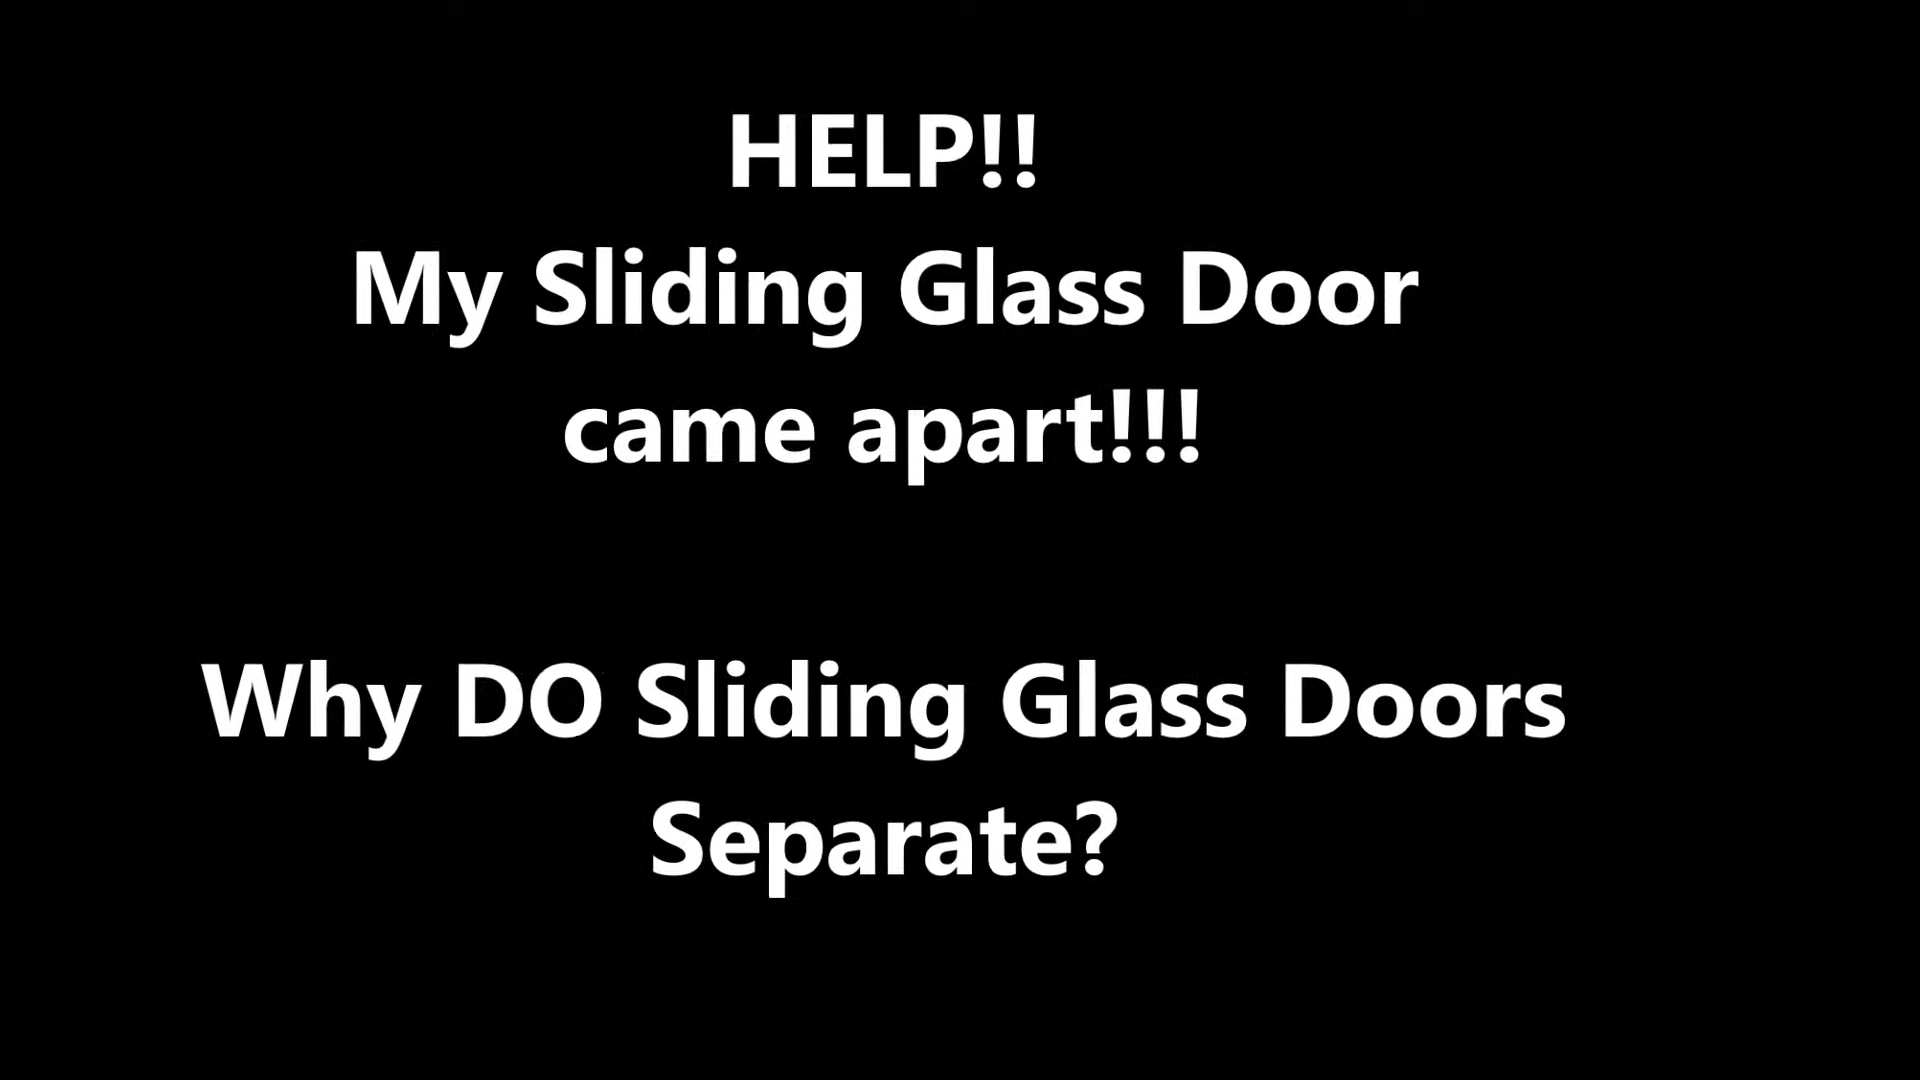 HELP!!
My Sliding Glass Door
came apart!!!
Why DO Sliding Glass Doors
Separate?